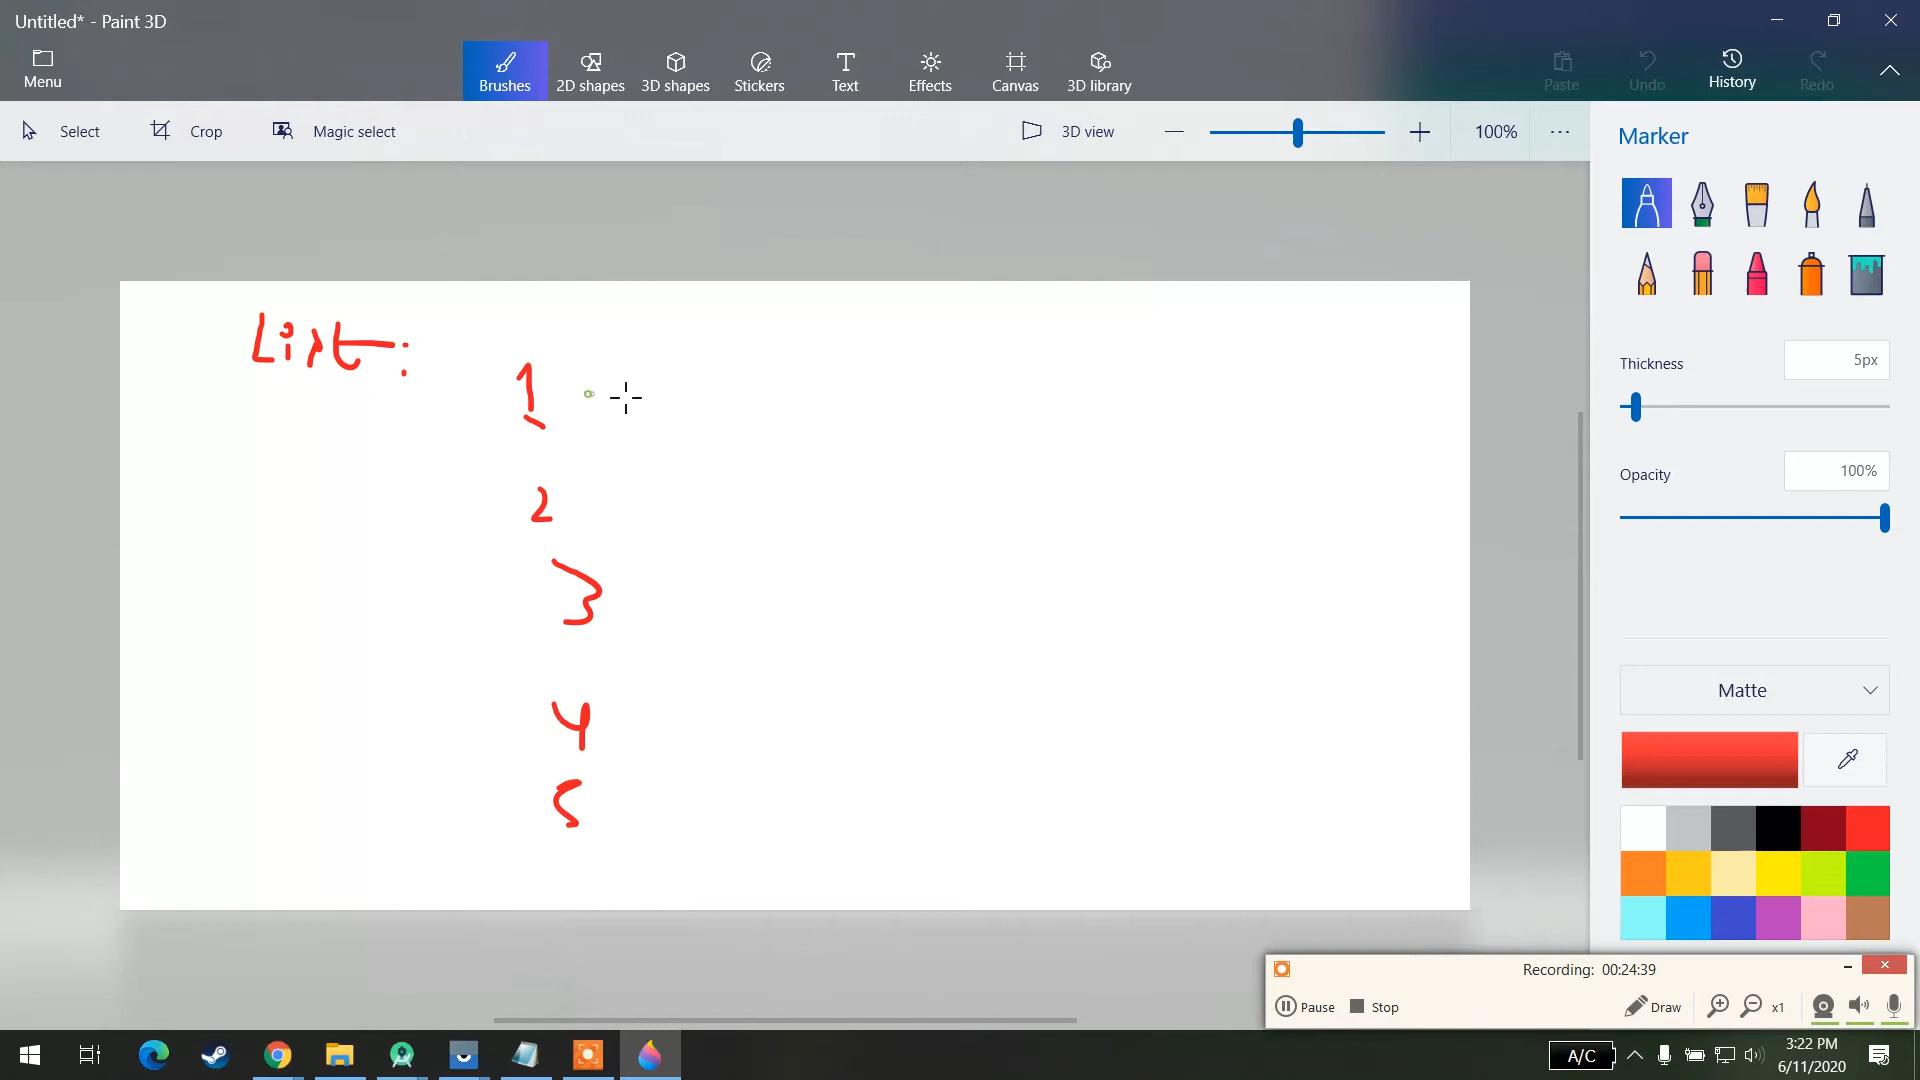 Untitled* - Paint 3D
Menu
Brushes 2D shapes 3D shapes Stickers Text Effects Canvas 3D library Paste Undo History Redo
Select Crop Magic select 3D view 100% ...
Marker
Thickness 5px
Opacity 100%
Matte
List:
1
2
3
4
5
Recording: 00:24:39
Pause Stop Draw x1
A/C
3:22 PM
6/11/2020